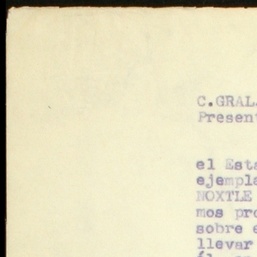 C.GRAL.
Present
el Esta
ejempla
NOXTLE
mos pro
sobre e
llevar